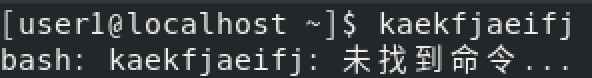 [user1@localhost ~]$ kaekfjaeifj
bash: kaekfjaeifj: 未找到命令...